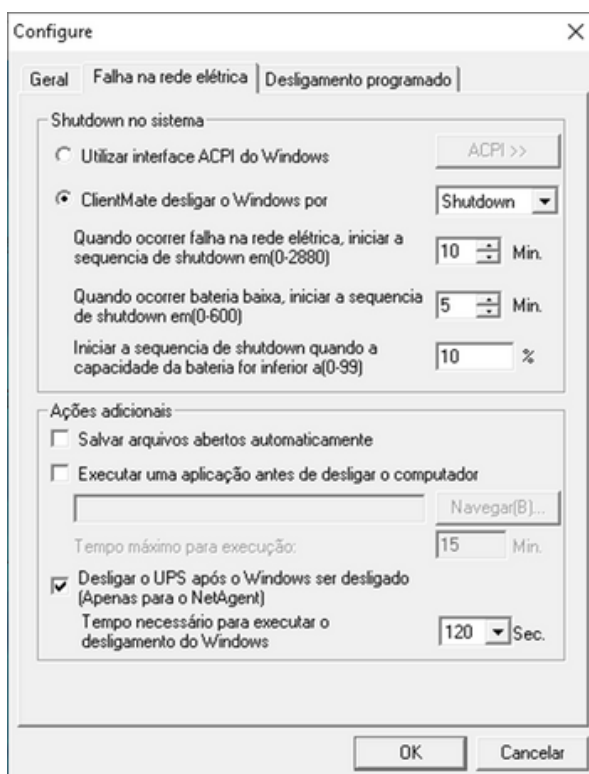 Configure
Geral Falha na rede elétrica Desligamento programado
Shutdown no sistema
Utilizar interface ACPI do Windows ACPI >>
ClientMate desligar o Windows por Shutdown
Quando ocorrer falha na rede elétrica, iniciar a
sequencia de shutdown em(0-2880) 10 Min.
Quando ocorrer bateria baixa, iniciar a sequencia
de shutdown em(0-600) 5 Min.
Iniciar a sequencia de shutdown quando a
capacidade da bateria for inferior a(0-99) 10 %
Ações adicionais
Salvar arquivos abertos automaticamente
Executar uma aplicação antes de desligar o computador
Navegar(B)...
Tempo máximo para execução: 15 Min.
Desligar o UPS após o Windows ser desligado
(Apenas para o NetAgent)
Tempo necessário para executar o
desligamento do Windows 120 Sec.
OK Cancelar